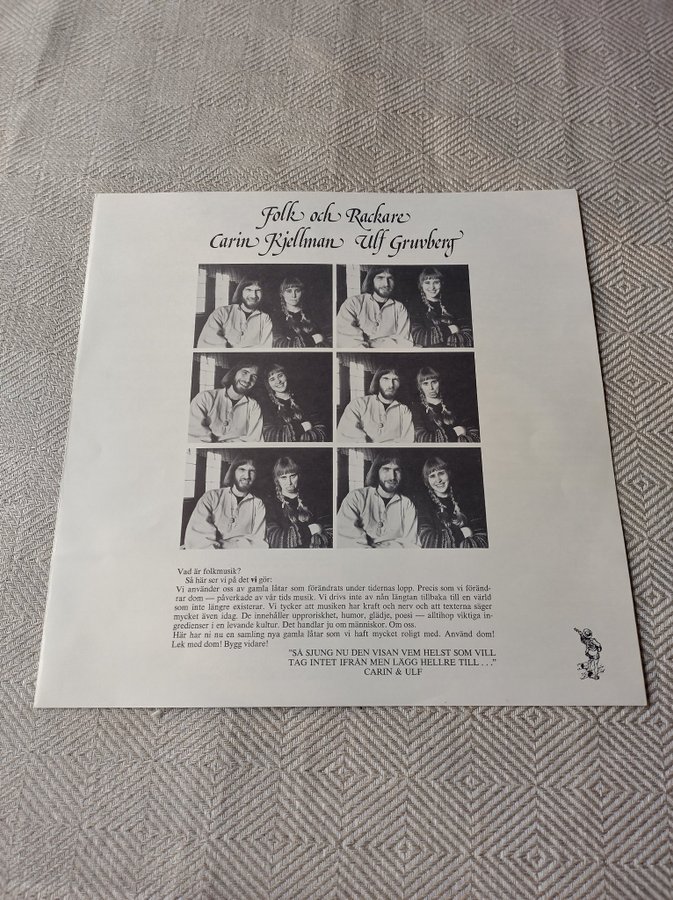 Folk och Rackare
Carin Kjellman Ulf Gruvberg
Vad är folkmusik?
Så här ser vi på det vi gör:
Vi använder oss av gamla låtar som förändrats under tidernas lopp. Precis som vi föränd-
rar dom — påverkade av vår tids musik. Vi drivs inte av nån längtan tillbaka till en värld
som inte längre existerar. Vi tycker att musiken har kraft och nerv och att texterna säger
mycket även idag. De innehåller upproriskhet, humor, glädje, poesi — alltihop viktiga in-
gredienser i en levande kultur. Det handlar ju om människor. Om oss.
Här har ni nu en samling nya gamla låtar som vi haft mycket roligt med. Använd dom!
Lek med dom! Bygg vidare!
"SÅ SJUNG NU DEN VISAN VEM HELST SOM VILL
TAG INTET IFRÅN MEN LÄGG HELLRE TILL . . ."
CARIN & ULF